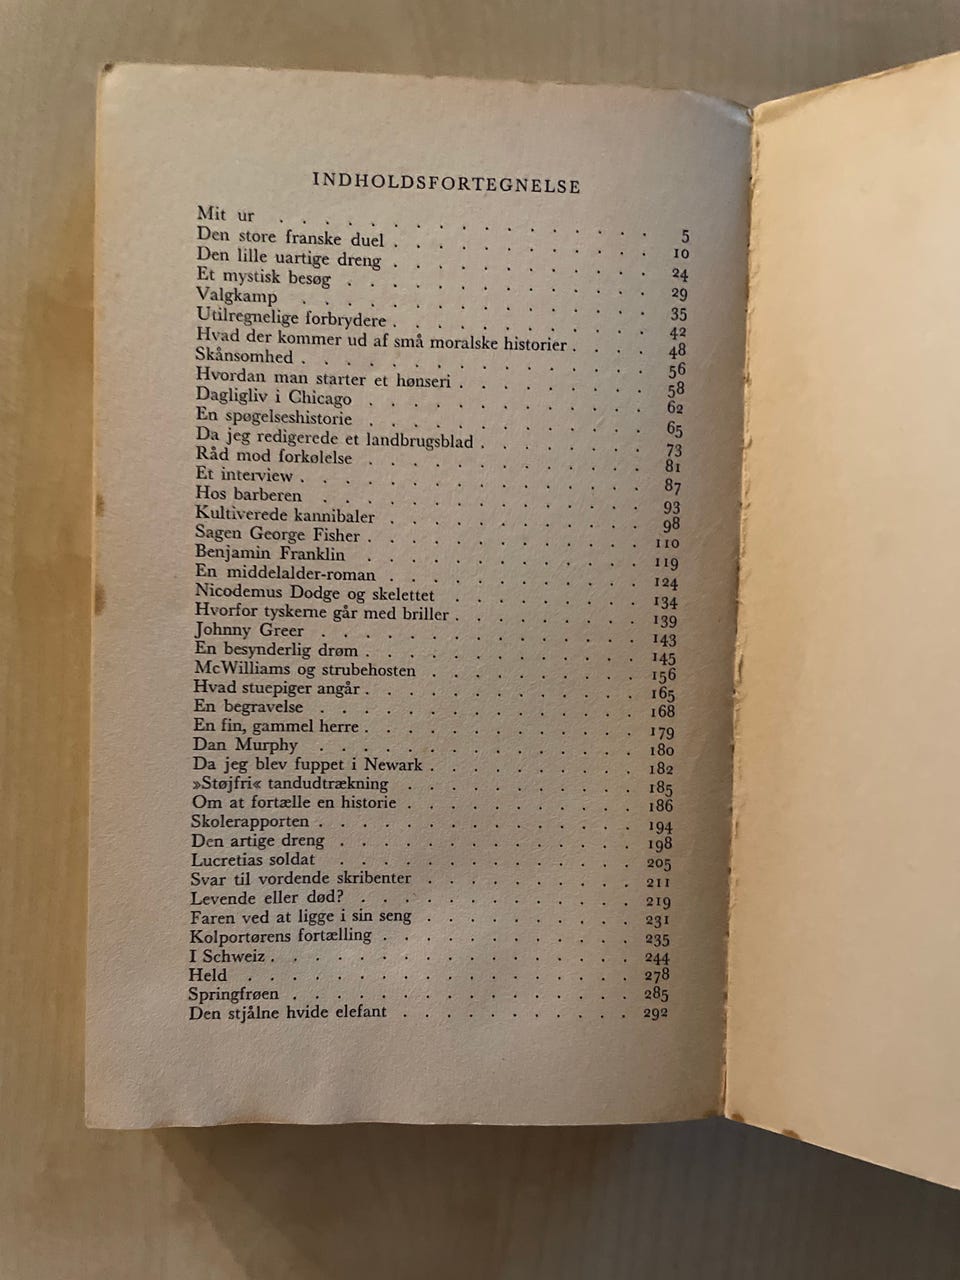 INDHOLDSFORTEGNELSE
Mit ur . . . . . . . . . . . . . . . . . 5
Den store franske duel . . . . . . . . . . . . 10
Den lille uartige dreng . . . . . . . . . . . . 24
Et mystisk besøg . . . . . . . . . . . . . . 29
Valgkamp . . . . . . . . . . . . . . . . 35
Utilregnelige forbrydere . . . . . . . . . . . . 42
Hvad der kommer ud af små moralske historier . . . . 48
Skånsomhed . . . . . . . . . . . . . . . . 56
Hvordan man starter et hønseri . . . . . . . . . 58
Dagligliv i Chicago . . . . . . . . . . . . . 62
En spøgelseshistorie . . . . . . . . . . . . . 65
Da jeg redigerede et landbrugsblad . . . . . . . . 73
Råd mod forkølelse . . . . . . . . . . . . . 81
Et interview . . . . . . . . . . . . . . . . 87
Hos barberen . . . . . . . . . . . . . . . 93
Kultiverede kannibaler . . . . . . . . . . . . 98
Sagen George Fisher . . . . . . . . . . . . . 110
Benjamin Franklin . . . . . . . . . . . . . . 119
En middelalder-roman . . . . . . . . . . . . 124
Nicodemus Dodge og skelettet . . . . . . . . . 134
Hvorfor tyskerne går med briller . . . . . . . . . 139
Johnny Greer . . . . . . . . . . . . . . . 143
En besynderlig drøm . . . . . . . . . . . . . 145
McWilliams og strubehosten . . . . . . . . . . 156
Hvad stuepiger angår . . . . . . . . . . . . . 165
En begravelse . . . . . . . . . . . . . . . 168
En fin, gammel herre . . . . . . . . . . . . . 179
Dan Murphy . . . . . . . . . . . . . . . 180
Da jeg blev fuppet i Newark . . . . . . . . . . 182
»Støjfri« tandudtrækning . . . . . . . . . . . 185
Om at fortælle en historie . . . . . . . . . . . 186
Skolerapporten . . . . . . . . . . . . . . . 194
Den artige dreng . . . . . . . . . . . . . . 198
Lucretias soldat . . . . . . . . . . . . . . 205
Svar til vordende skribenter . . . . . . . . . . 211
Levende eller død? . . . . . . . . . . . . . 219
Faren ved at ligge i sin seng . . . . . . . . . . 231
Kolportørens fortælling . . . . . . . . . . . . 235
I Schweiz . . . . . . . . . . . . . . . . . 244
Held . . . . . . . . . . . . . . . . . . 278
Springfrøen . . . . . . . . . . . . . . . . 285
Den stjålne hvide elefant . . . . . . . . . . . 292